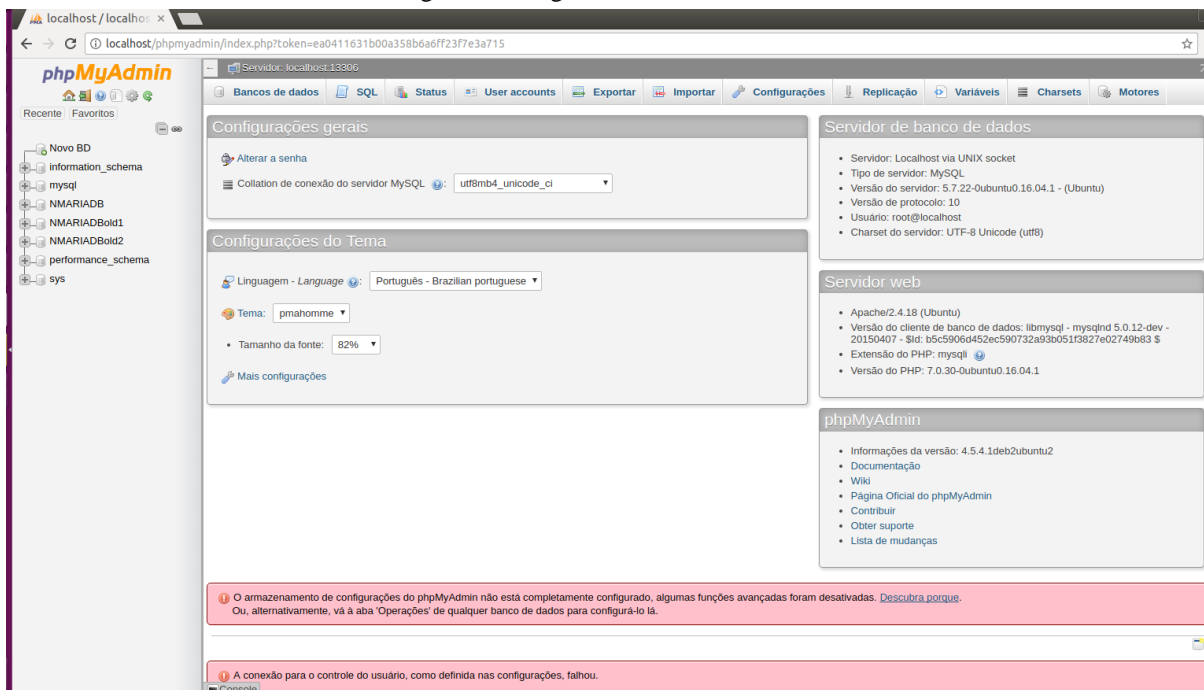 localhost / localhos ×
localhost/phpmyadmin/index.php?token=ea0411631b00a358b6a6ff23f7e3a715
phpMyAdmin
Recente Favoritos
Novo BD
information_schema
mysql
NMARIADB
NMARIADBold1
NMARIADBold2
performance_schema
sys
Servidor: localhost:13306
Bancos de dados SQL Status User accounts Exportar Importar Configurações Replicação Variáveis Charsets Motores
Configurações gerais
Alterar a senha
Collation de conexão do servidor MySQL : utf8mb4_unicode_ci
Configurações do Tema
Linguagem - Language : Português - Brazilian portuguese
Tema: pmahomme
• Tamanho da fonte: 82%
Mais configurações
Servidor de banco de dados
• Servidor: Localhost via UNIX socket
• Tipo de servidor: MySQL
• Versão do servidor: 5.7.22-0ubuntu0.16.04.1 - (Ubuntu)
• Versão de protocolo: 10
• Usuário: root@localhost
• Charset do servidor: UTF-8 Unicode (utf8)
Servidor web
• Apache/2.4.18 (Ubuntu)
• Versão do cliente de banco de dados: libmysql - mysqlnd 5.0.12-dev -
20150407 - $Id: b5c5906d452ec590732a93b051f3827e02749b83 $
• Extensão do PHP: mysqli
• Versão do PHP: 7.0.30-0ubuntu0.16.04.1
phpMyAdmin
• Informações da versão: 4.5.4.1deb2ubuntu2
• Documentação
• Wiki
• Página Oficial do phpMyAdmin
• Contribuir
• Obter suporte
• Lista de mudanças
O armazenamento de configurações do phpMyAdmin não está completamente configurado, algumas funções avançadas foram desativadas. Descubra porque.
Ou, alternativamente, vá à aba 'Operações' de qualquer banco de dados para configurá-lo lá.
A conexão para o controle do usuário, como definida nas configurações, falhou.
Console